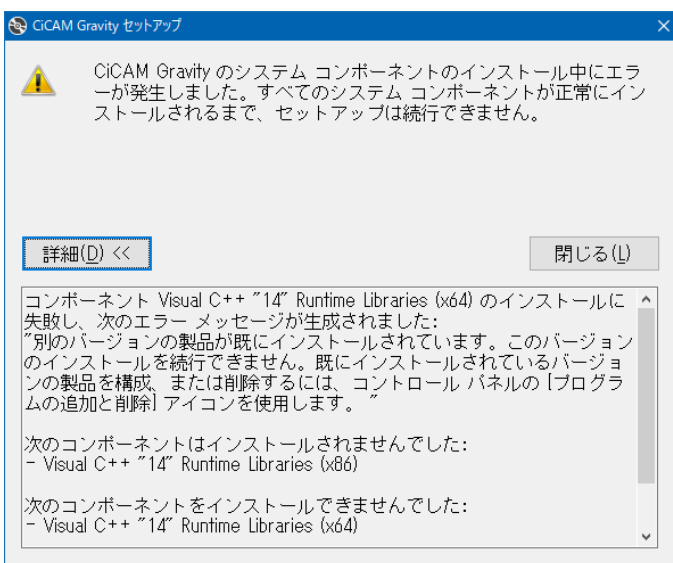 CiCAM Gravity セットアップ
CiCAM Gravity のシステム コンポーネントのインストール中にエラ
ーが発生しました。すべてのシステム コンポーネントが正常にイン
ストールされるまで、セットアップは続行できません。
詳細(D) <<
閉じる(L)
コンポーネント Visual C++ "14" Runtime Libraries (x64) のインストールに
失敗し、次のエラー メッセージが生成されました:
"別のバージョンの製品が既にインストールされています。このバージョン
のインストールを続行できません。既にインストールされているバージョ
ンの製品を構成、または削除するには、コントロール パネルの [プログラ
ムの追加と削除] アイコンを使用します。 "
次のコンポーネントはインストールされませんでした:
- Visual C++ "14" Runtime Libraries (x86)
次のコンポーネントをインストールできませんでした:
- Visual C++ "14" Runtime Libraries (x64)